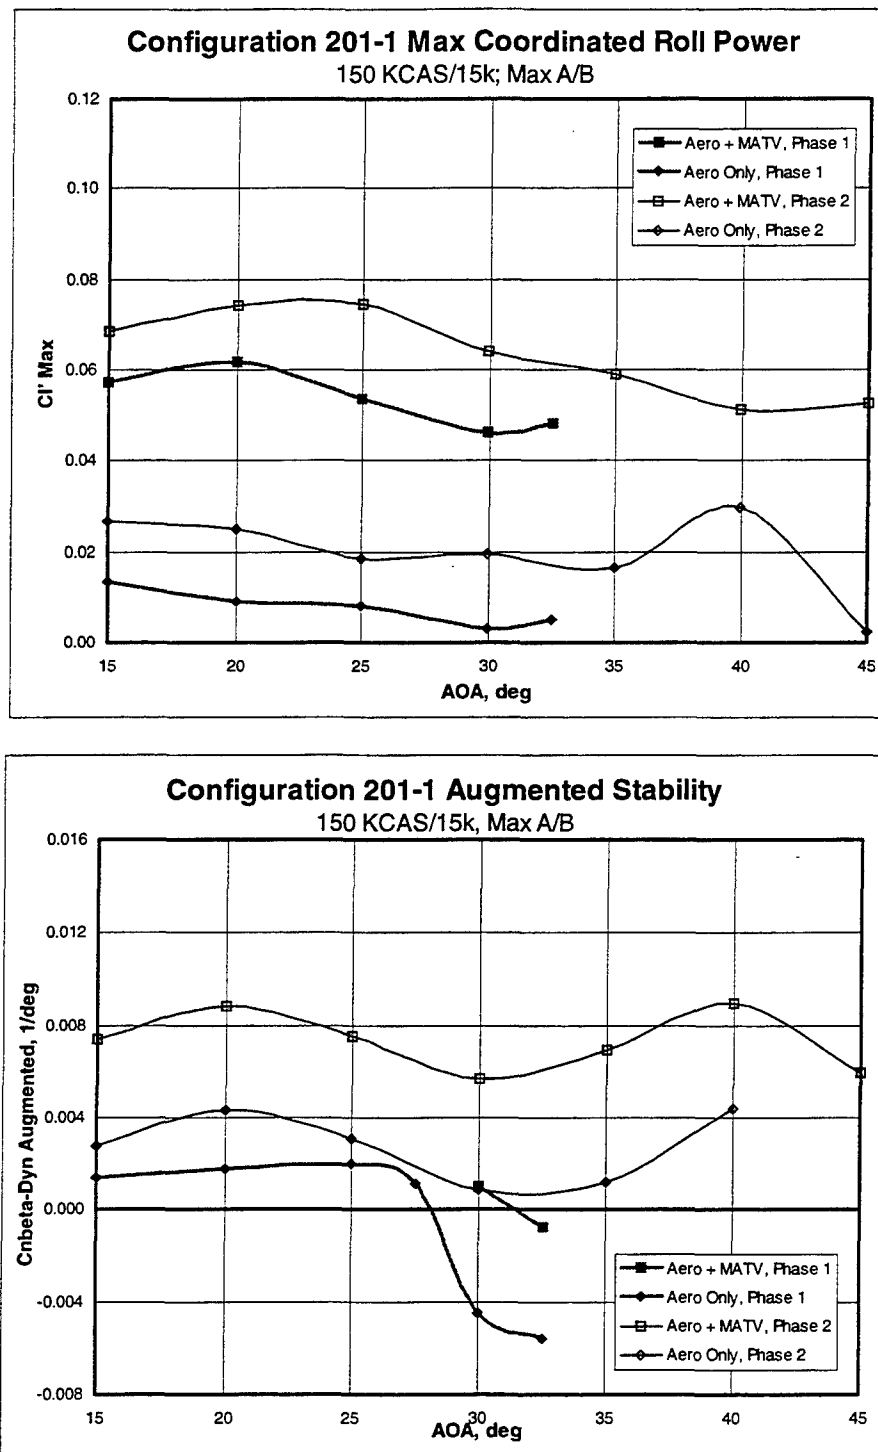 Configuration 201-1 Max Coordinated Roll Power
150 KCAS/15k; Max A/B
0.12
0.10
0.08
0.06
0.04
0.02
0.00
Cl' Max
Aero + MATV, Phase 1
Aero Only, Phase 1
Aero + MATV, Phase 2
Aero Only, Phase 2
15 20 25 30 35 40 45
AOA, deg
Configuration 201-1 Augmented Stability
150 KCAS/15k, Max A/B
0.016
0.012
0.008
0.004
0.000
-0.004
-0.008
Cnbeta-Dyn Augmented, 1/deg
Aero + MATV, Phase 1
Aero Only, Phase 1
Aero + MATV, Phase 2
Aero Only, Phase 2
15 20 25 30 35 40 45
AOA, deg